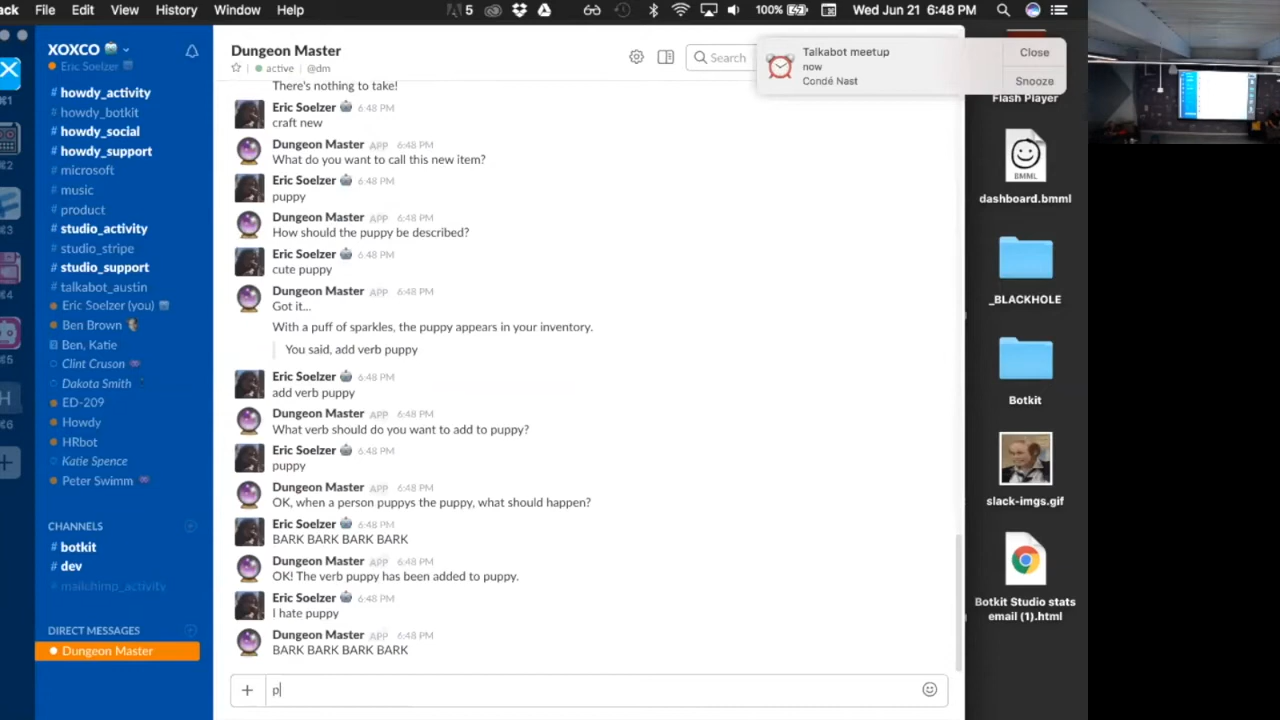 ack File Edit View History Window Help
5 100% Wed Jun 21 6:48 PM
XOXCO
Eric Soelzer
⌘1
⌘2
⌘3
⌘4
⌘5
⌘6
# howdy_activity
# howdy_botkit
# howdy_social
# howdy_support
# microsoft
# music
# product
# studio_activity
# studio_stripe
# studio_support
# talkabot_austin
Eric Soelzer (you)
Ben Brown
Ben, Katie
Clint Cruson
Dakota Smith
ED-209
Howdy
HRbot
Katie Spence
Peter Swimm
CHANNELS
# botkit
# dev
# mailchimp_activity
DIRECT MESSAGES
Dungeon Master
Dungeon Master
active @dm
Search
There's nothing to take!
Eric Soelzer 6:48 PM
craft new
Dungeon Master APP 6:48 PM
What do you want to call this new item?
Eric Soelzer 6:48 PM
puppy
Dungeon Master APP 6:48 PM
How should the puppy be described?
Eric Soelzer 6:48 PM
cute puppy
Dungeon Master APP 6:48 PM
Got it...
With a puff of sparkles, the puppy appears in your inventory.
You said, add verb puppy
Eric Soelzer 6:48 PM
add verb puppy
Dungeon Master APP 6:48 PM
What verb should do you want to add to puppy?
Eric Soelzer 6:48 PM
puppy
Dungeon Master APP 6:48 PM
OK, when a person puppys the puppy, what should happen?
Eric Soelzer 6:48 PM
BARK BARK BARK BARK
Dungeon Master APP 6:48 PM
OK! The verb puppy has been added to puppy.
Eric Soelzer 6:48 PM
I hate puppy
Dungeon Master APP 6:48 PM
BARK BARK BARK BARK
p
Talkabot meetup
now
Condé Nast
Close
Snooze
Flash Player
BMML
dashboard.bmml
_BLACKHOLE
Botkit
slack-imgs.gif
Botkit Studio stats
email (1).html